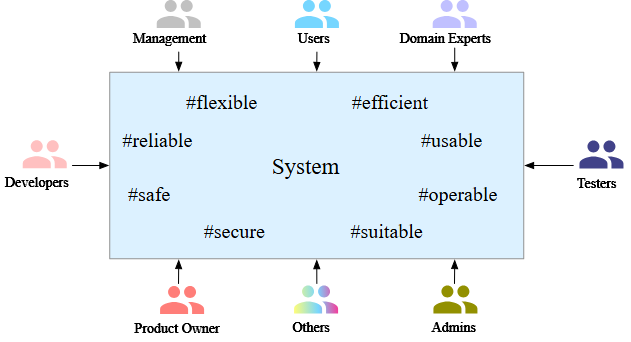 Management
Users
Domain Experts
#flexible
#efficient
#reliable
#usable
System
Developers
Testers
#safe
#operable
#secure
#suitable
Product Owner
Others
Admins